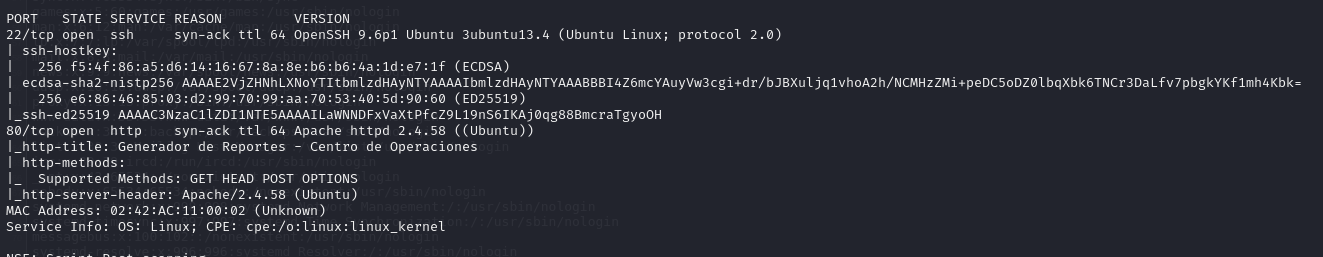 PORT   STATE SERVICE REASON         VERSION
22/tcp open  ssh     syn-ack ttl 64 OpenSSH 9.6p1 Ubuntu 3ubuntu13.4 (Ubuntu Linux; protocol 2.0)
| ssh-hostkey:
|   256 f5:4f:86:a5:d6:14:16:67:8a:8e:b6:b6:4a:1d:e7:1f (ECDSA)
| ecdsa-sha2-nistp256 AAAAE2VjZHNhLXNoYTItbmlzdHAyNTYAAAAIbmlzdHAyNTYAAABBBI4Z6mcYAuyVw3cgi+dr/bJBXuljq1vhoA2h/NCMHzZMi+peDC5oDZ0lbqXbk6TNCr3DaLfv7pbgkYKf1mh4Kbk=
|   256 e6:86:46:85:03:d2:99:70:99:aa:70:53:40:5d:90:60 (ED25519)
|_ssh-ed25519 AAAAC3NzaC1lZDI1NTE5AAAAILaWNNDFxVaXtPfcZ9L19nS6IKAj0qg88BmcraTgyoOH
80/tcp open  http    syn-ack ttl 64 Apache httpd 2.4.58 ((Ubuntu))
|_http-title: Generador de Reportes - Centro de Operaciones
| http-methods:
|_  Supported Methods: GET HEAD POST OPTIONS
|_http-server-header: Apache/2.4.58 (Ubuntu)
MAC Address: 02:42:AC:11:00:02 (Unknown)
Service Info: OS: Linux; CPE: cpe:/o:linux:linux_kernel
NSE: Script Post-scanning.